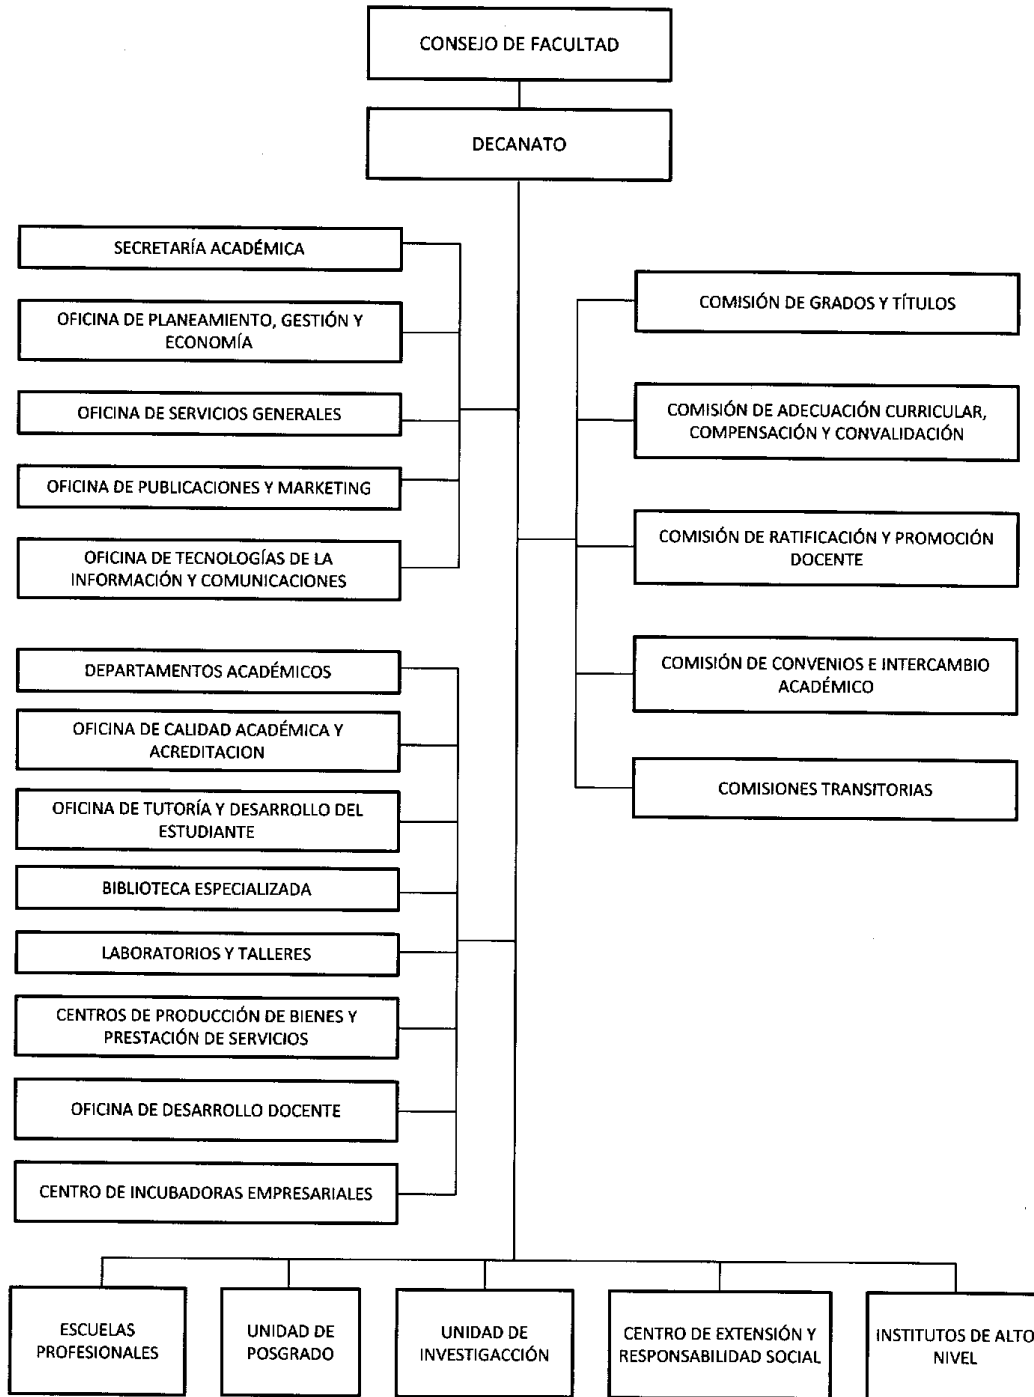 CONSEJO DE FACULTAD
DECANATO
SECRETARÍA ACADÉMICA
OFICINA DE PLANEAMIENTO, GESTIÓN Y
ECONOMÍA
OFICINA DE SERVICIOS GENERALES
OFICINA DE PUBLICACIONES Y MARKETING
OFICINA DE TECNOLOGÍAS DE LA
INFORMACIÓN Y COMUNICACIONES
COMISIÓN DE GRADOS Y TÍTULOS
COMISIÓN DE ADECUACIÓN CURRICULAR,
COMPENSACIÓN Y CONVALIDACIÓN
COMISIÓN DE RATIFICACIÓN Y PROMOCIÓN
DOCENTE
COMISIÓN DE CONVENIOS E INTERCAMBIO
ACADÉMICO
COMISIONES TRANSITORIAS
DEPARTAMENTOS ACADÉMICOS
OFICINA DE CALIDAD ACADÉMICA Y
ACREDITACION
OFICINA DE TUTORÍA Y DESARROLLO DEL
ESTUDIANTE
BIBLIOTECA ESPECIALIZADA
LABORATORIOS Y TALLERES
CENTROS DE PRODUCCIÓN DE BIENES Y
PRESTACIÓN DE SERVICIOS
OFICINA DE DESARROLLO DOCENTE
CENTRO DE INCUBADORAS EMPRESARIALES
ESCUELAS
PROFESIONALES
UNIDAD DE
POSGRADO
UNIDAD DE
INVESTIGACCIÓN
CENTRO DE EXTENSIÓN Y
RESPONSABILIDAD SOCIAL
INSTITUTOS DE ALTO
NIVEL